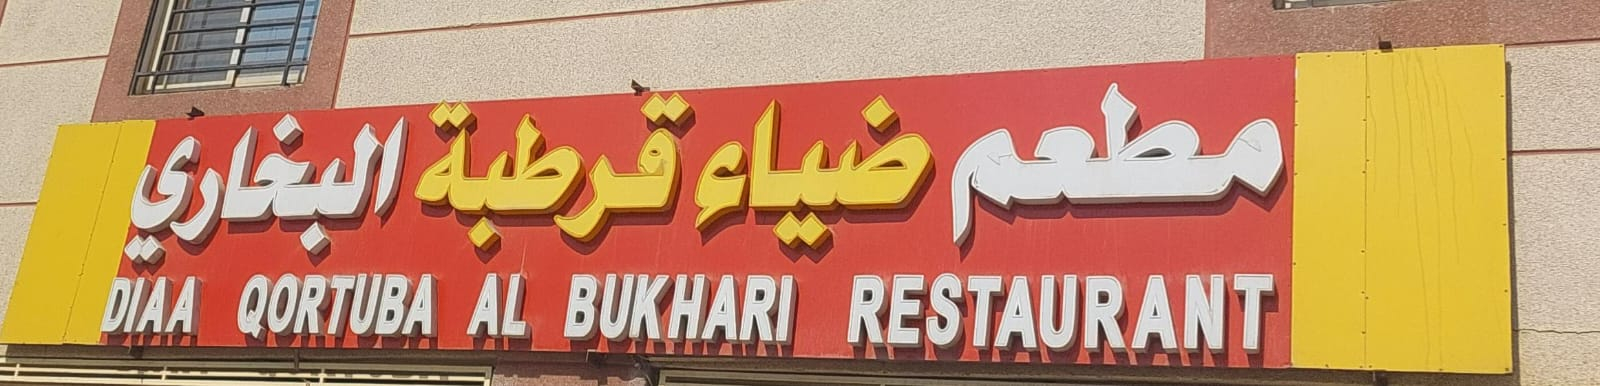 مطعم ضياء قرطبة البخاري
DIAA QORTUBA AL BUKHARI RESTAURANT